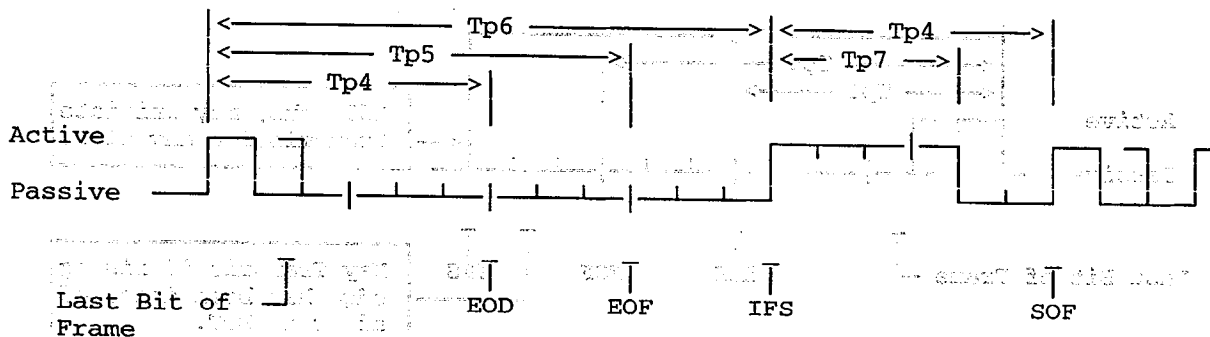 Tp6
Tp4
Tp5
Tp7
Tp4
Active
Passive
Last Bit of
Frame
EOD
EOF
IFS
SOF